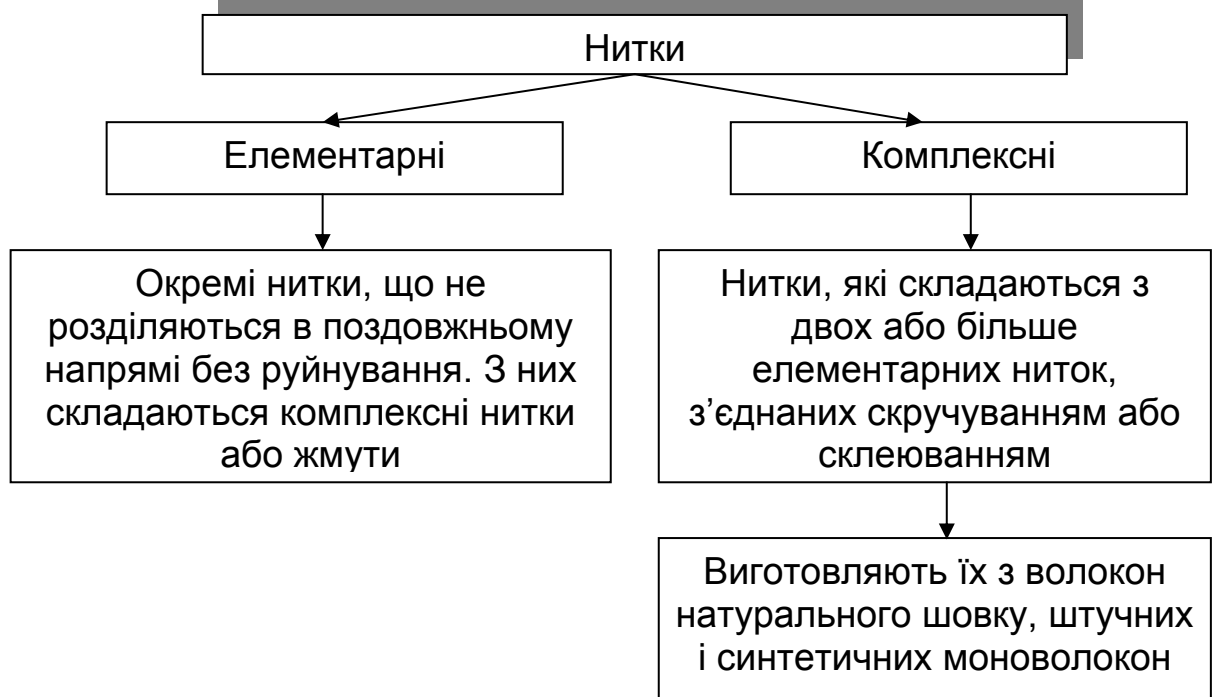 Нитки
Елементарні
Комплексні
Окремі нитки, що не
розділяються в поздовжньому
напрямі без руйнування. З них
складаються комплексні нитки
або жмути
Нитки, які складаються з
двох або більше
елементарних ниток,
з’єднаних скручуванням або
склеюванням
Виготовляють їх з волокон
натурального шовку, штучних
і синтетичних моноволокон